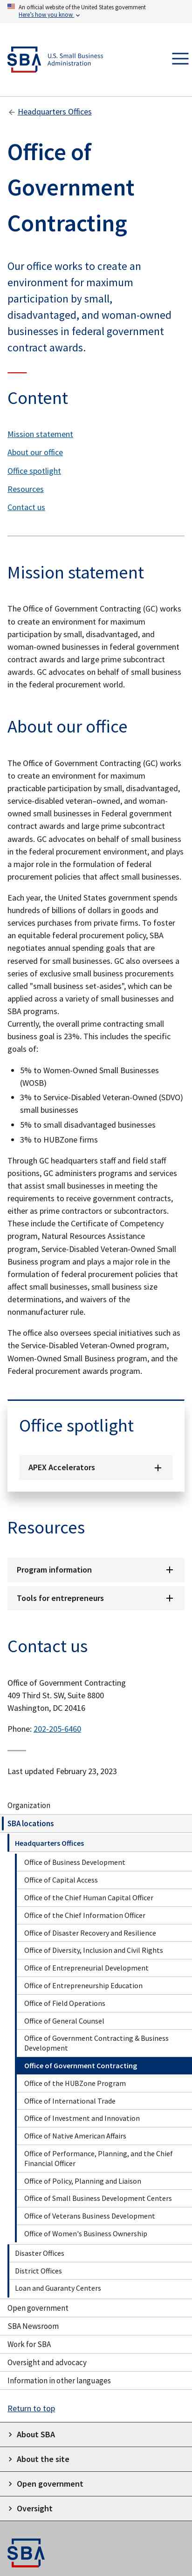 An official website of the United States government
Here's how you know
SBA
U.S. Small Business
Administration
Headquarters Offices
Office of
Government
Contracting
Our office works to create an
environment for maximum
participation by small,
disadvantaged, and woman-owned
businesses in federal government
contract awards.
Content
Mission statement
About our office
Office spotlight
Resources
Contact us
Mission statement
The Office of Government Contracting (GC) works
to create an environment for maximum
participation by small, disadvantaged, and
woman-owned businesses in federal government
contract awards and large prime subcontract
awards. GC advocates on behalf of small business
in the federal procurement world.
About our office
The Office of Government Contracting (GC) works
to create an environment for maximum
practicable participation by small, disadvantaged,
service-disabled veteran–owned, and woman-
owned small businesses in Federal government
contract awards and large prime subcontract
awards. GC advocates on behalf of small business
in the federal procurement environment, and plays
a major role in the formulation of federal
procurement policies that affect small businesses.
Each year, the United States government spends
hundreds of billions of dollars in goods and
services purchased from private firms. To foster
an equitable federal procurement policy, SBA
negotiates annual spending goals that are
reserved for small businesses. GC also oversees a
series of exclusive small business procurements
called "small business set-asides", which can be
applied across a variety of small businesses and
SBA programs.
Currently, the overall prime contracting small
business goal is 23%. This includes the specific
goals of:
5% to Women-Owned Small Businesses
(WOSB)
3% to Service-Disabled Veteran-Owned (SDVO)
small businesses
5% to small disadvantaged businesses
3% to HUBZone firms
Through GC headquarters staff and field staff
positions, GC administers programs and services
that assist small businesses in meeting the
requirements to receive government contracts,
either as prime contractors or subcontractors.
These include the Certificate of Competency
program, Natural Resources Assistance
program, Service-Disabled Veteran-Owned Small
Business program and plays a major role in the
formulation of federal procurement policies that
affect small businesses, small business size
determinations, and waivers of the
nonmanufacture rule.
The office also oversees special initiatives such as
the Service-Disabled Veteran-Owned program,
Women-Owned Small Business program, and the
Federal procurement awards program.
Office spotlight
APEX Accelerators
Resources
Program information
Tools for entrepreneurs
Contact us
Office of Government Contracting
409 Third St. SW, Suite 8800
Washington, DC 20416
Phone: 202-205-6460
Last updated February 23, 2023
Organization
SBA locations
Headquarters Offices
Office of Business Development
Office of Capital Access
Office of the Chief Human Capital Officer
Office of the Chief Information Officer
Office of Disaster Recovery and Resilience
Office of Diversity, Inclusion and Civil Rights
Office of Entrepreneurial Development
Office of Entrepreneurship Education
Office of Field Operations
Office of General Counsel
Office of Government Contracting & Business
Development
Office of Government Contracting
Office of the HUBZone Program
Office of International Trade
Office of Investment and Innovation
Office of Native American Affairs
Office of Performance, Planning, and the Chief
Financial Officer
Office of Policy, Planning and Liaison
Office of Small Business Development Centers
Office of Veterans Business Development
Office of Women's Business Ownership
Disaster Offices
District Offices
Loan and Guaranty Centers
Open government
SBA Newsroom
Work for SBA
Oversight and advocacy
Information in other languages
Return to top
About SBA
About the site
Open government
Oversight
SBA